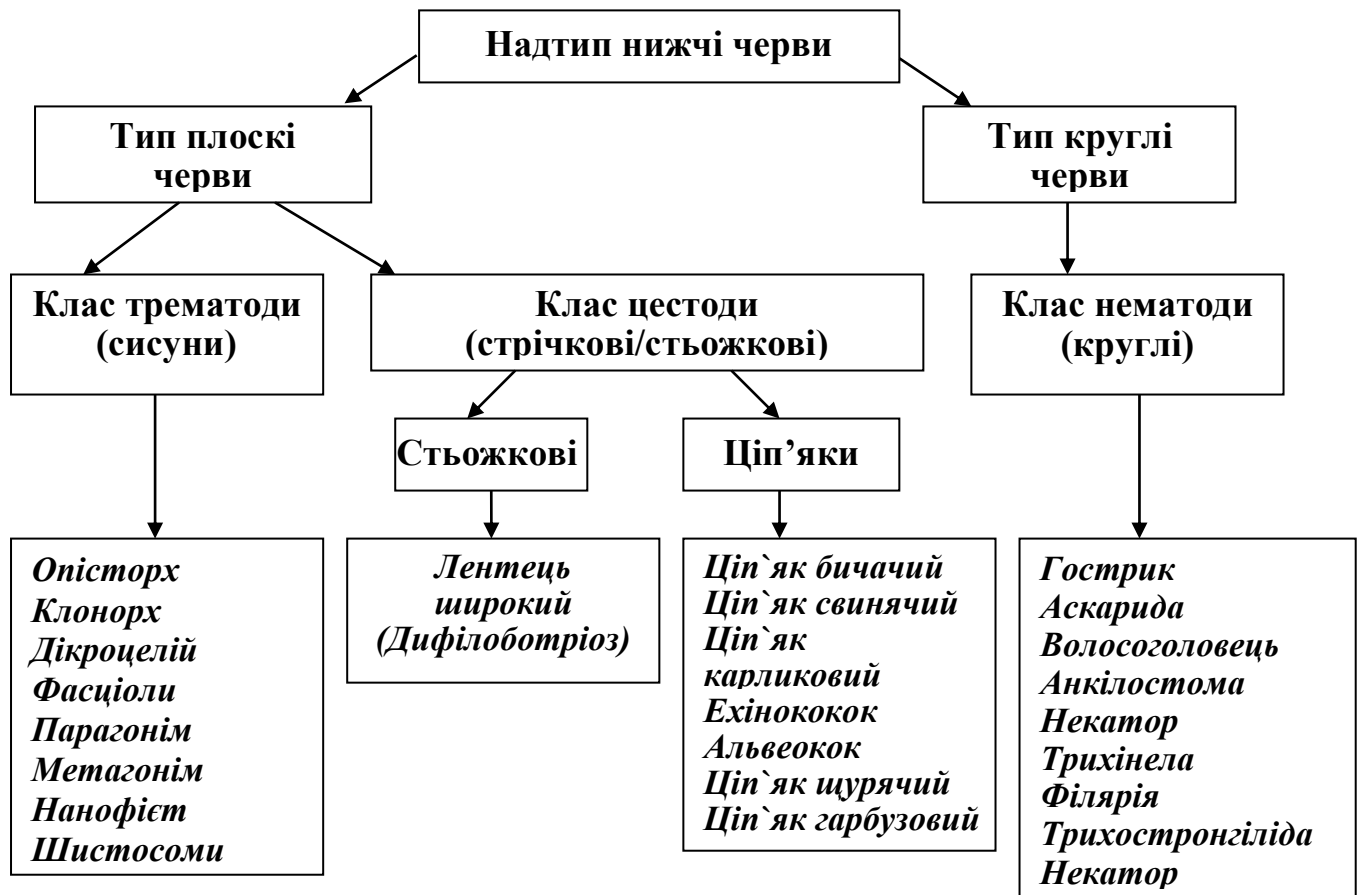 Надтип нижчі черви
Тип плоскі
черви
Тип круглі
черви
Клас трематоди
(сисуни)
Клас цестоди
(стрічкові/стьожкові)
Клас нематоди
(круглі)
Стьожкові
Ціп’яки
Опісторх
Клонорх
Дікроцелій
Фасціоли
Парагонім
Метагонім
Нанофієт
Шистосоми
Лентець
широкий
(Дифілоботріоз)
Ціп`як бичачий
Ціп`як свинячий
Ціп`як
карликовий
Ехінококок
Альвеокок
Ціп`як щурячий
Ціп`як гарбузовий
Гострик
Аскарида
Волосоголовець
Анкілостома
Некатор
Трихінела
Філярія
Трихостронгіліда
Некатор